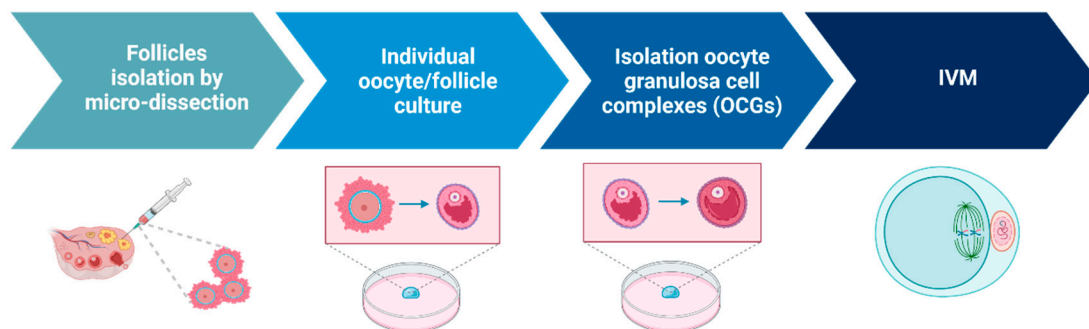 Follicles
isolation by
micro-dissection
Individual
oocyte/follicle
culture
Isolation oocyte
granulosa cell
complexes (OCGs)
IVM